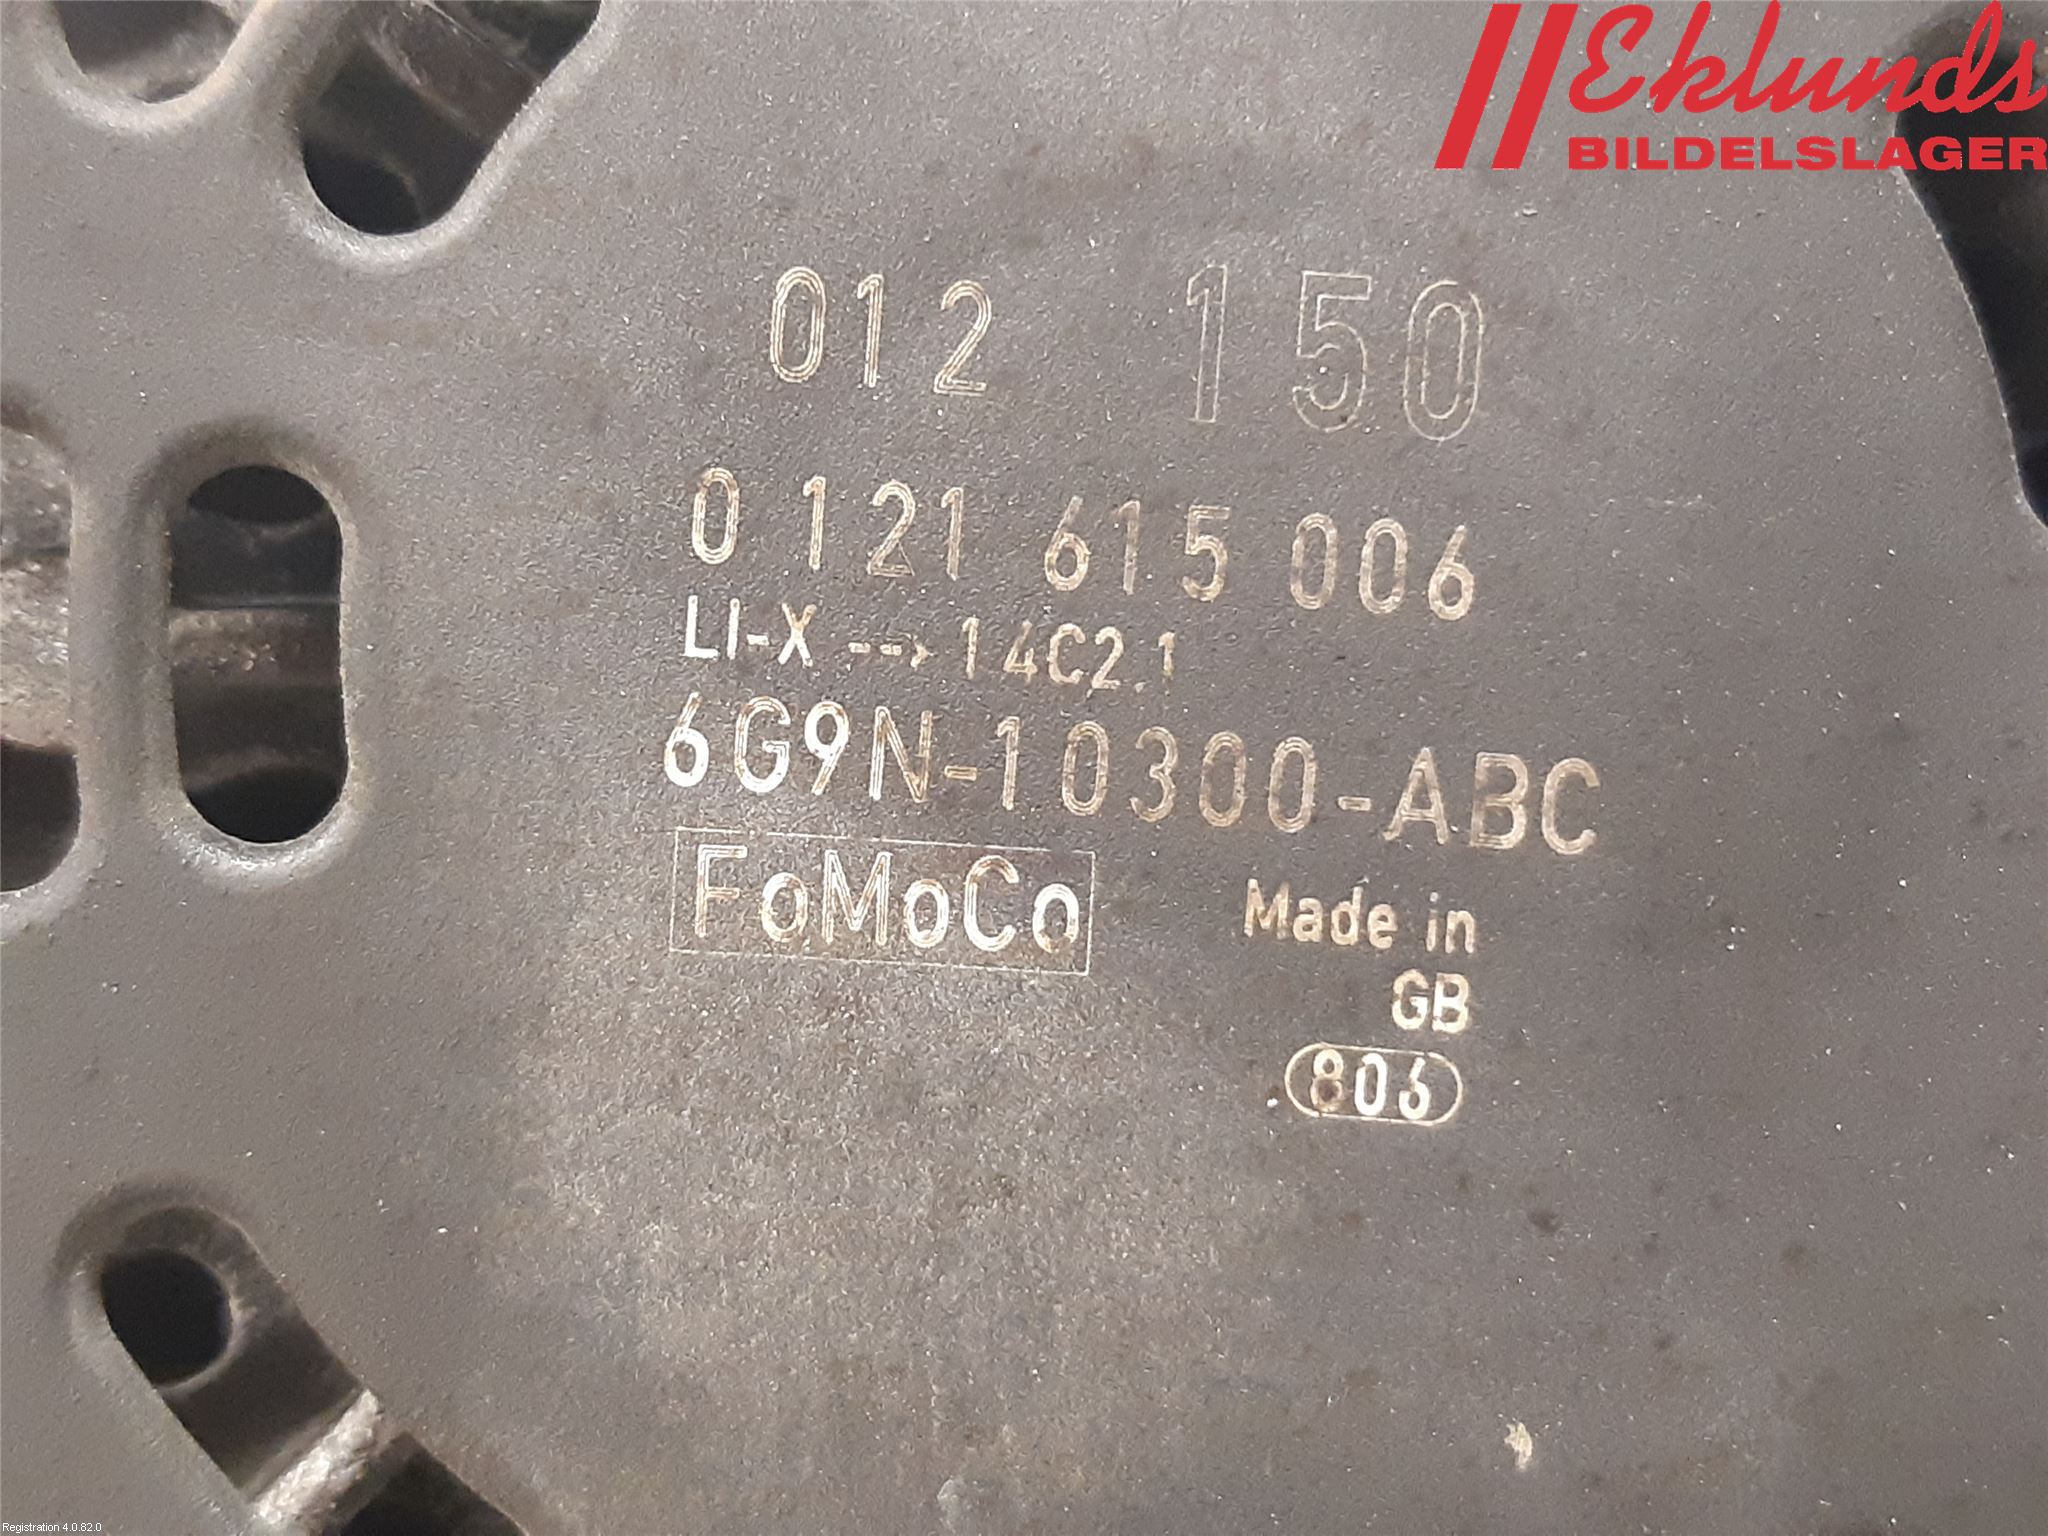 Eklunds
BILDELSLAGER
012 150
0 121 615 006
LI-X --> 14C2.1
6G9N-10300-ABC
FoMoCo
Made in
GB
806
Registration 4.0.82.0